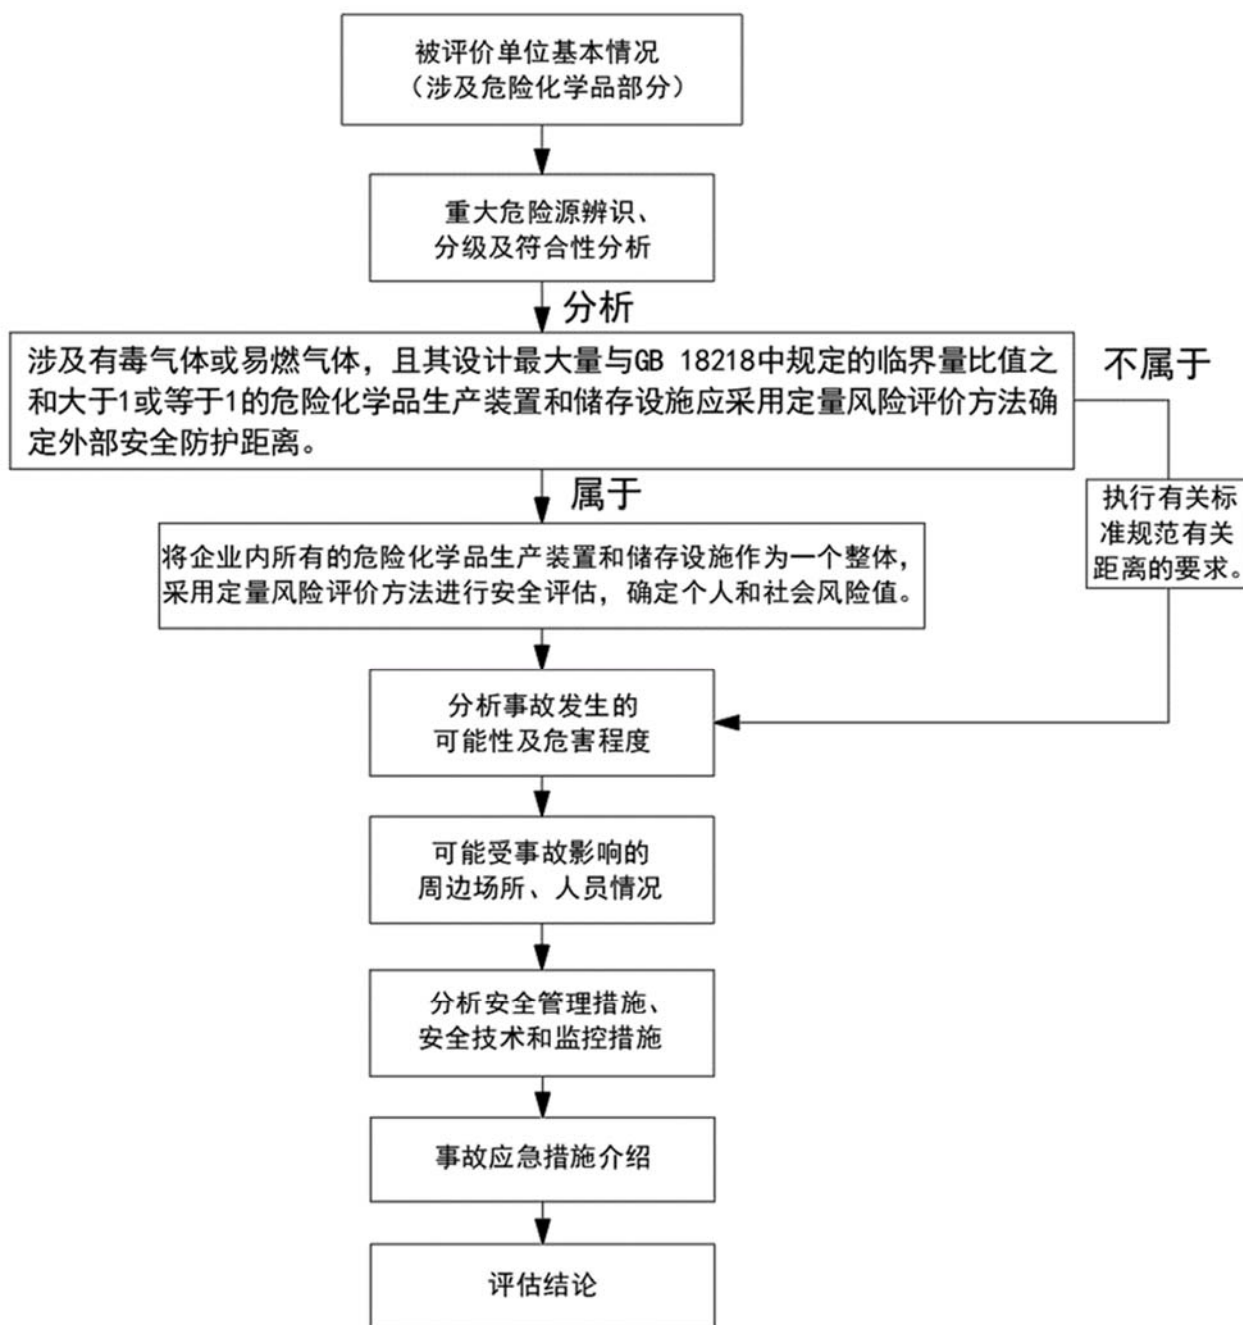 被评价单位基本情况
（涉及危险化学品部分）
重大危险源辨识、
分级及符合性分析
分析
涉及有毒气体或易燃气体，且其设计最大量与GB 18218中规定的临界量比值之
和大于1或等于1的危险化学品生产装置和储存设施应采用定量风险评价方法确
定外部安全防护距离。
不属于
属于
执行有关标
准规范有关
距离的要求。
将企业内所有的危险化学品生产装置和储存设施作为一个整体，
采用定量风险评价方法进行安全评估，确定个人和社会风险值。
分析事故发生的
可能性及危害程度
可能受事故影响的
周边场所、人员情况
分析安全管理措施、
安全技术和监控措施
事故应急措施介绍
评估结论